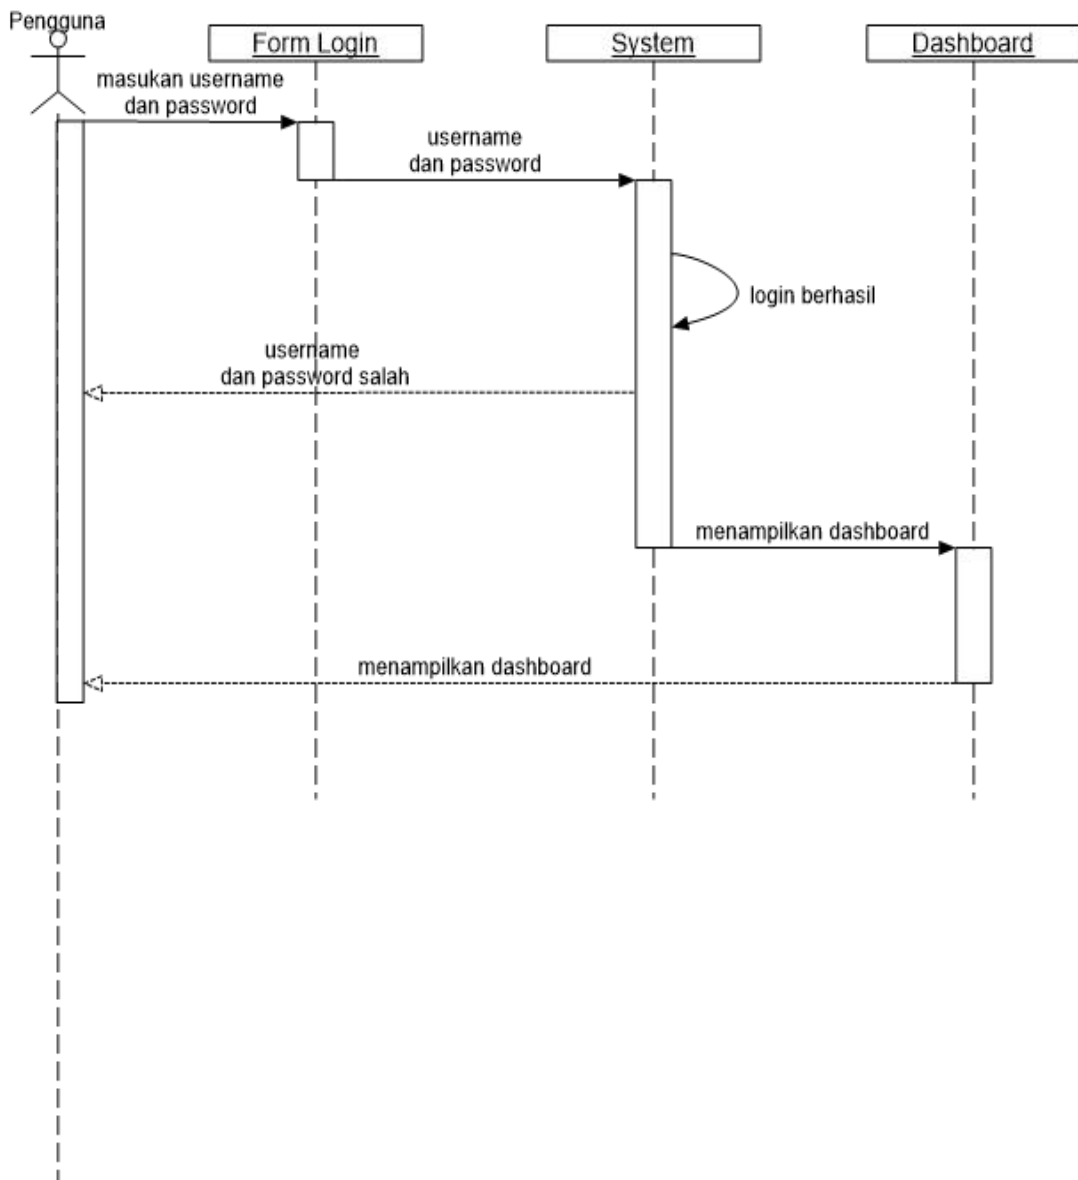 Pengguna
Form Login
System
Dashboard
masukan username
dan password
username
dan password
login berhasil
username
dan password salah
menampilkan dashboard
menampilkan dashboard